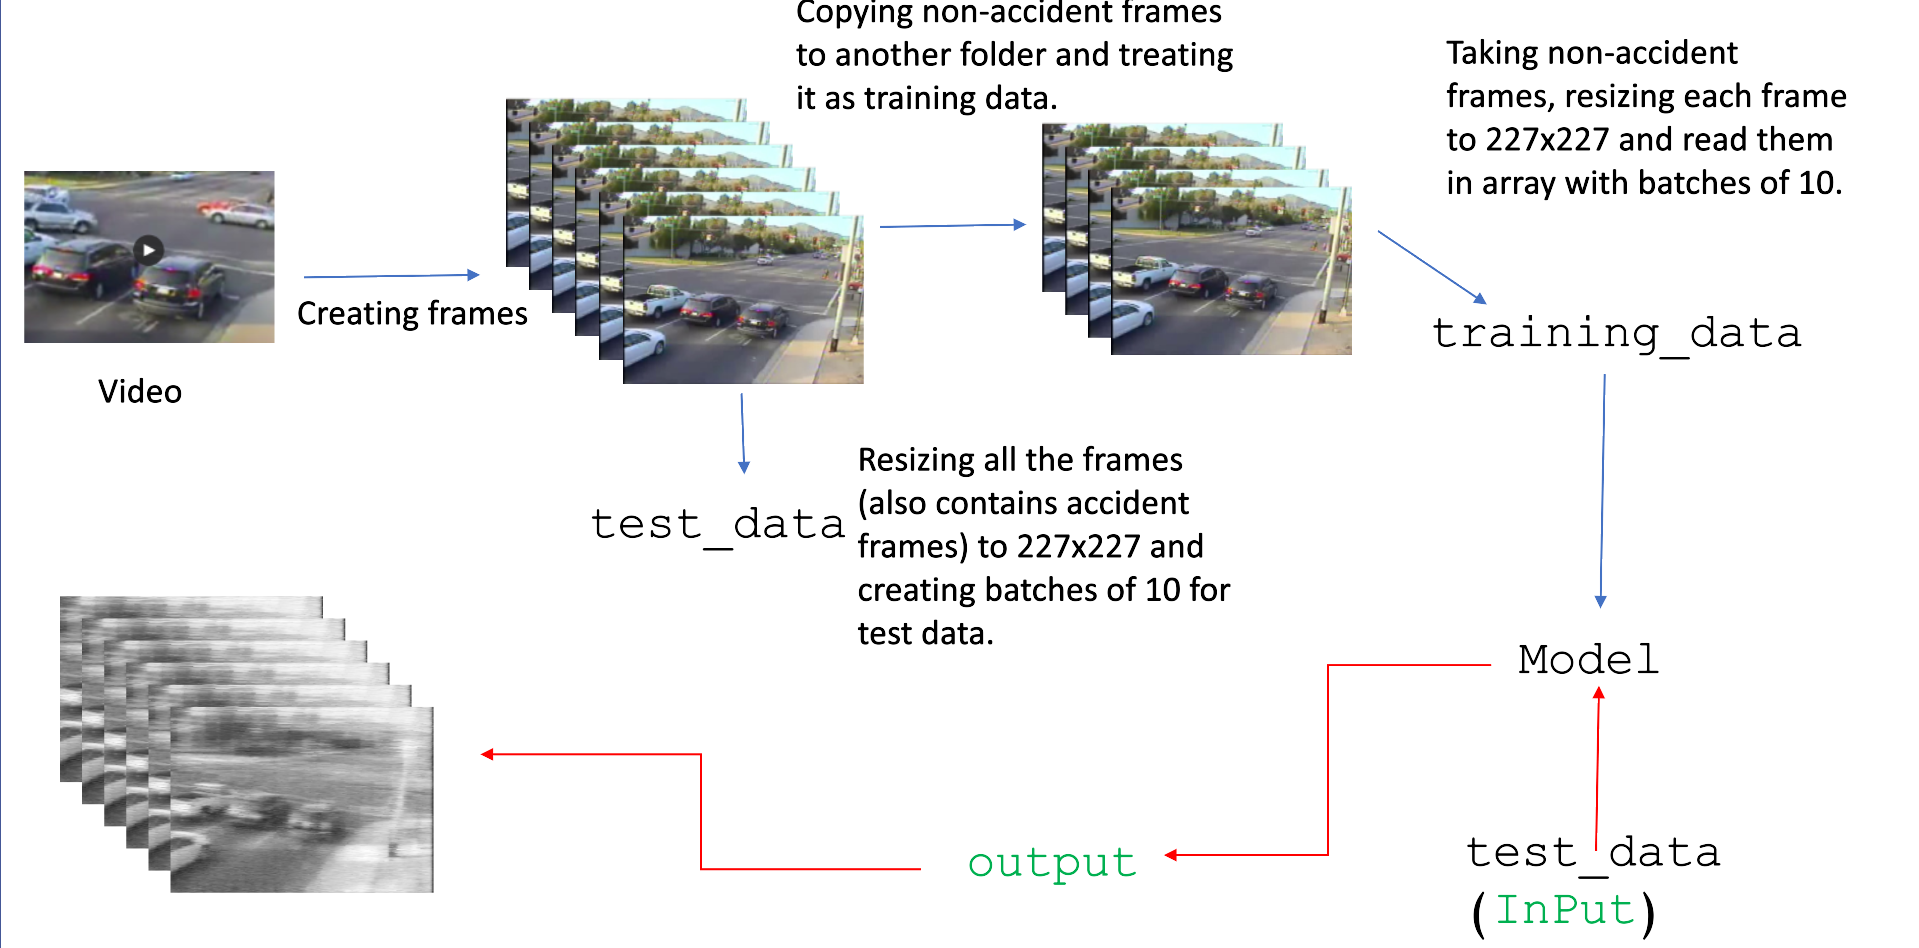 Copying non-accident frames
to another folder and treating
it as training data.
Taking non-accident
frames, resizing each frame
to 227x227 and read them
in array with batches of 10.
Creating frames
Video
training_data
test_data
Resizing all the frames
(also contains accident
frames) to 227x227 and
creating batches of 10 for
test data.
Model
output
test_data
(InPut)